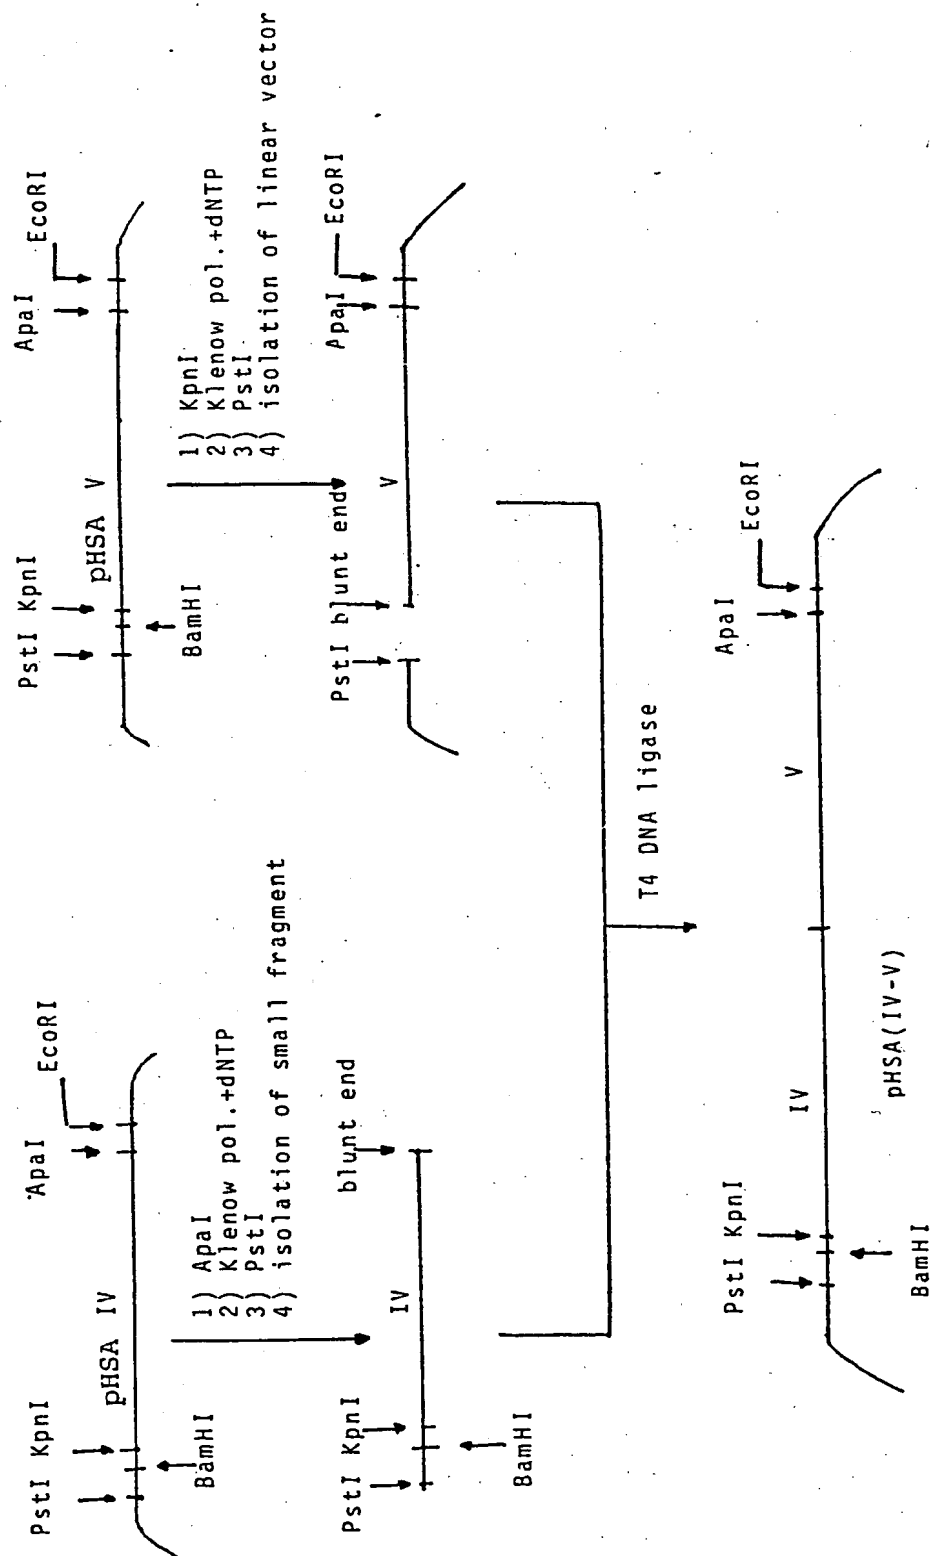 PstI KpnI
ApaI
EcoRI
pHSA IV
BamHI
1) ApaI
2) Klenow pol.+dNTP
3) PstI
4) isolation of small fragment
PstI KpnI
blunt end
IV
BamHI
PstI KpnI
ApaI
EcoRI
pHSA V
BamHI
1) KpnI
2) Klenow pol.+dNTP
3) PstI
4) isolation of linear vector
PstI blunt end
ApaI
EcoRI
V
T4 DNA ligase
PstI KpnI
ApaI
EcoRI
IV
V
BamHI
pHSA(IV-V)